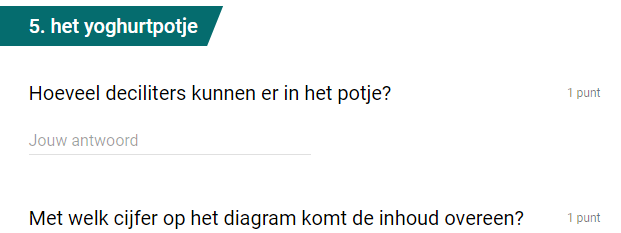 5. het yoghurtpotje
Hoeveel deciliters kunnen er in het potje?
1 punt
Jouw antwoord
Met welk cijfer op het diagram komt de inhoud overeen?
1 punt